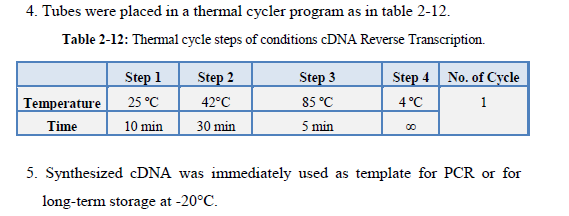 4. Tubes were placed in a thermal cycler program as in table 2-12.
Table 2-12: Thermal cycle steps of conditions cDNA Reverse Transcription.
Step 1 Step 2 Step 3 Step 4 No. of Cycle
Temperature 25 °C 42°C 85 °C 4 °C 1
Time 10 min 30 min 5 min ∞
5. Synthesized cDNA was immediately used as template for PCR or for
long-term storage at -20°C.